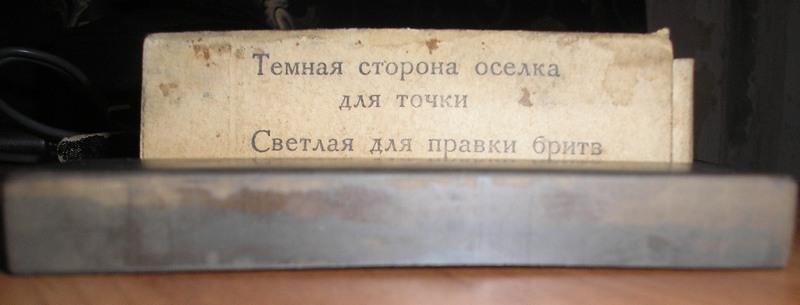 Темная сторона оселка
для точки
Светлая для правки бритв